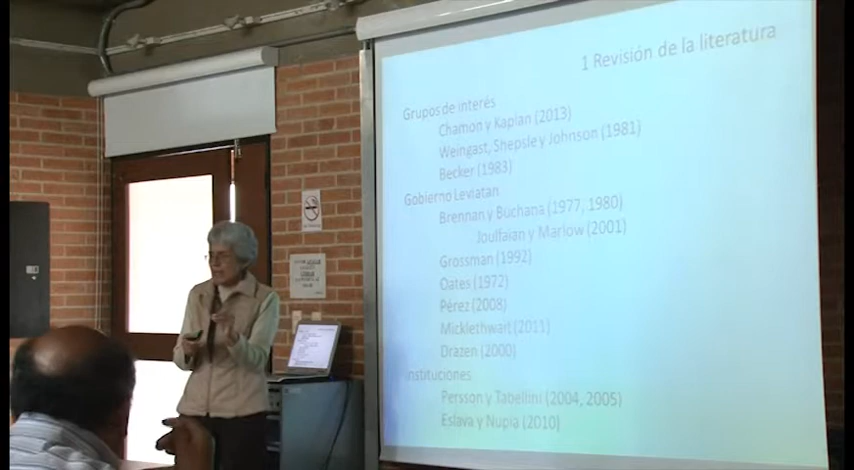 1 Revisión de la literatura
Grupos de interés
Chamon y Kaplan (2013)
Weingast, Shepsle y Johnson (1981)
Becker (1983)
Gobierno Leviatan
Brennan y Buchana (1977, 1980)
Joulfaian y Marlow (2001)
Grossman (1992)
Oates (1972)
Pérez (2008)
Micklethwait (2011)
Drazen (2000)
Instituciones
Persson y Tabellini (2004, 2005)
Eslava y Nupia (2010)